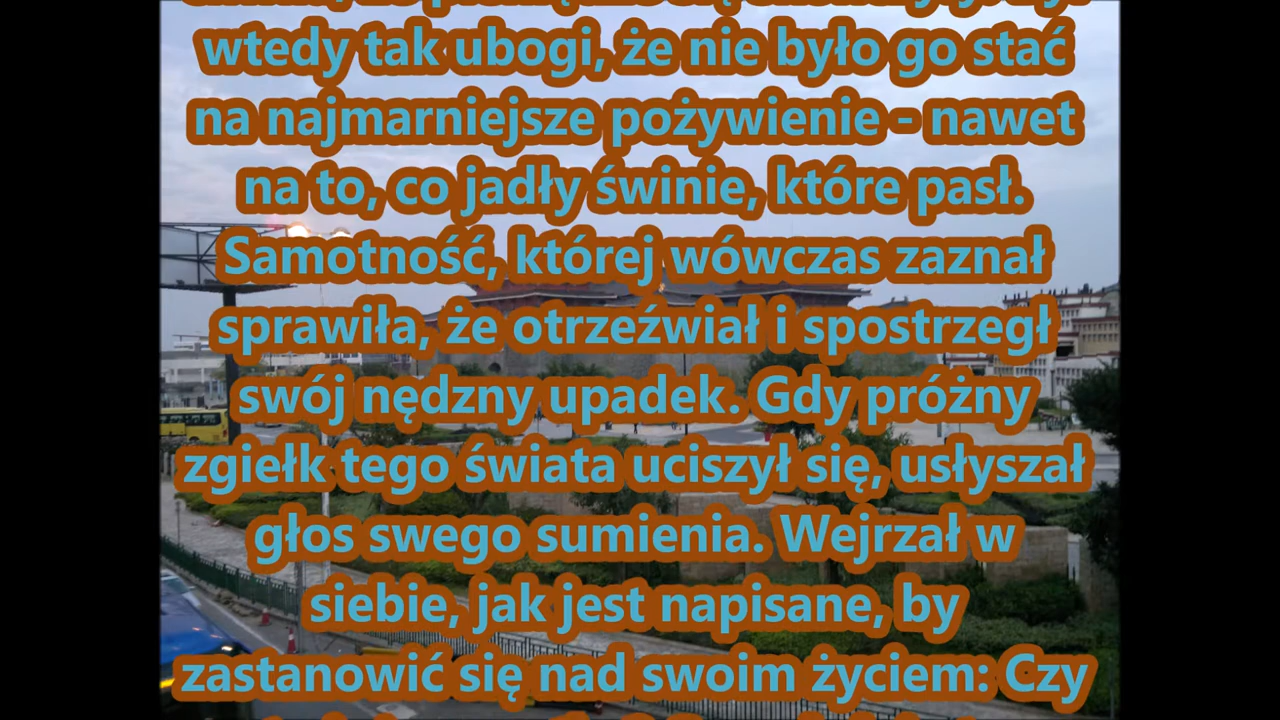 wtedy tak ubogi, że nie było go stać
na najmarniejsze pożywienie - nawet
na to, co jadły świnie, które pasł.
Samotność, której wówczas zaznał
sprawiła, że otrzeźwiał i spostrzegł
swój nędzny upadek. Gdy próżny
zgiełk tego świata uciszył się, usłyszał
głos swego sumienia. Wejrzał w
siebie, jak jest napisane, by
zastanowić się nad swoim życiem: Czy